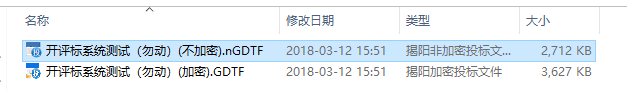 名称 修改日期 类型 大小
开评标系统测试（勿动）(不加密).nGDTF 2018-03-12 15:51 揭阳非加密投标文... 2,712 KB
开评标系统测试（勿动）(加密).GDTF 2018-03-12 15:51 揭阳加密投标文件 3,627 KB